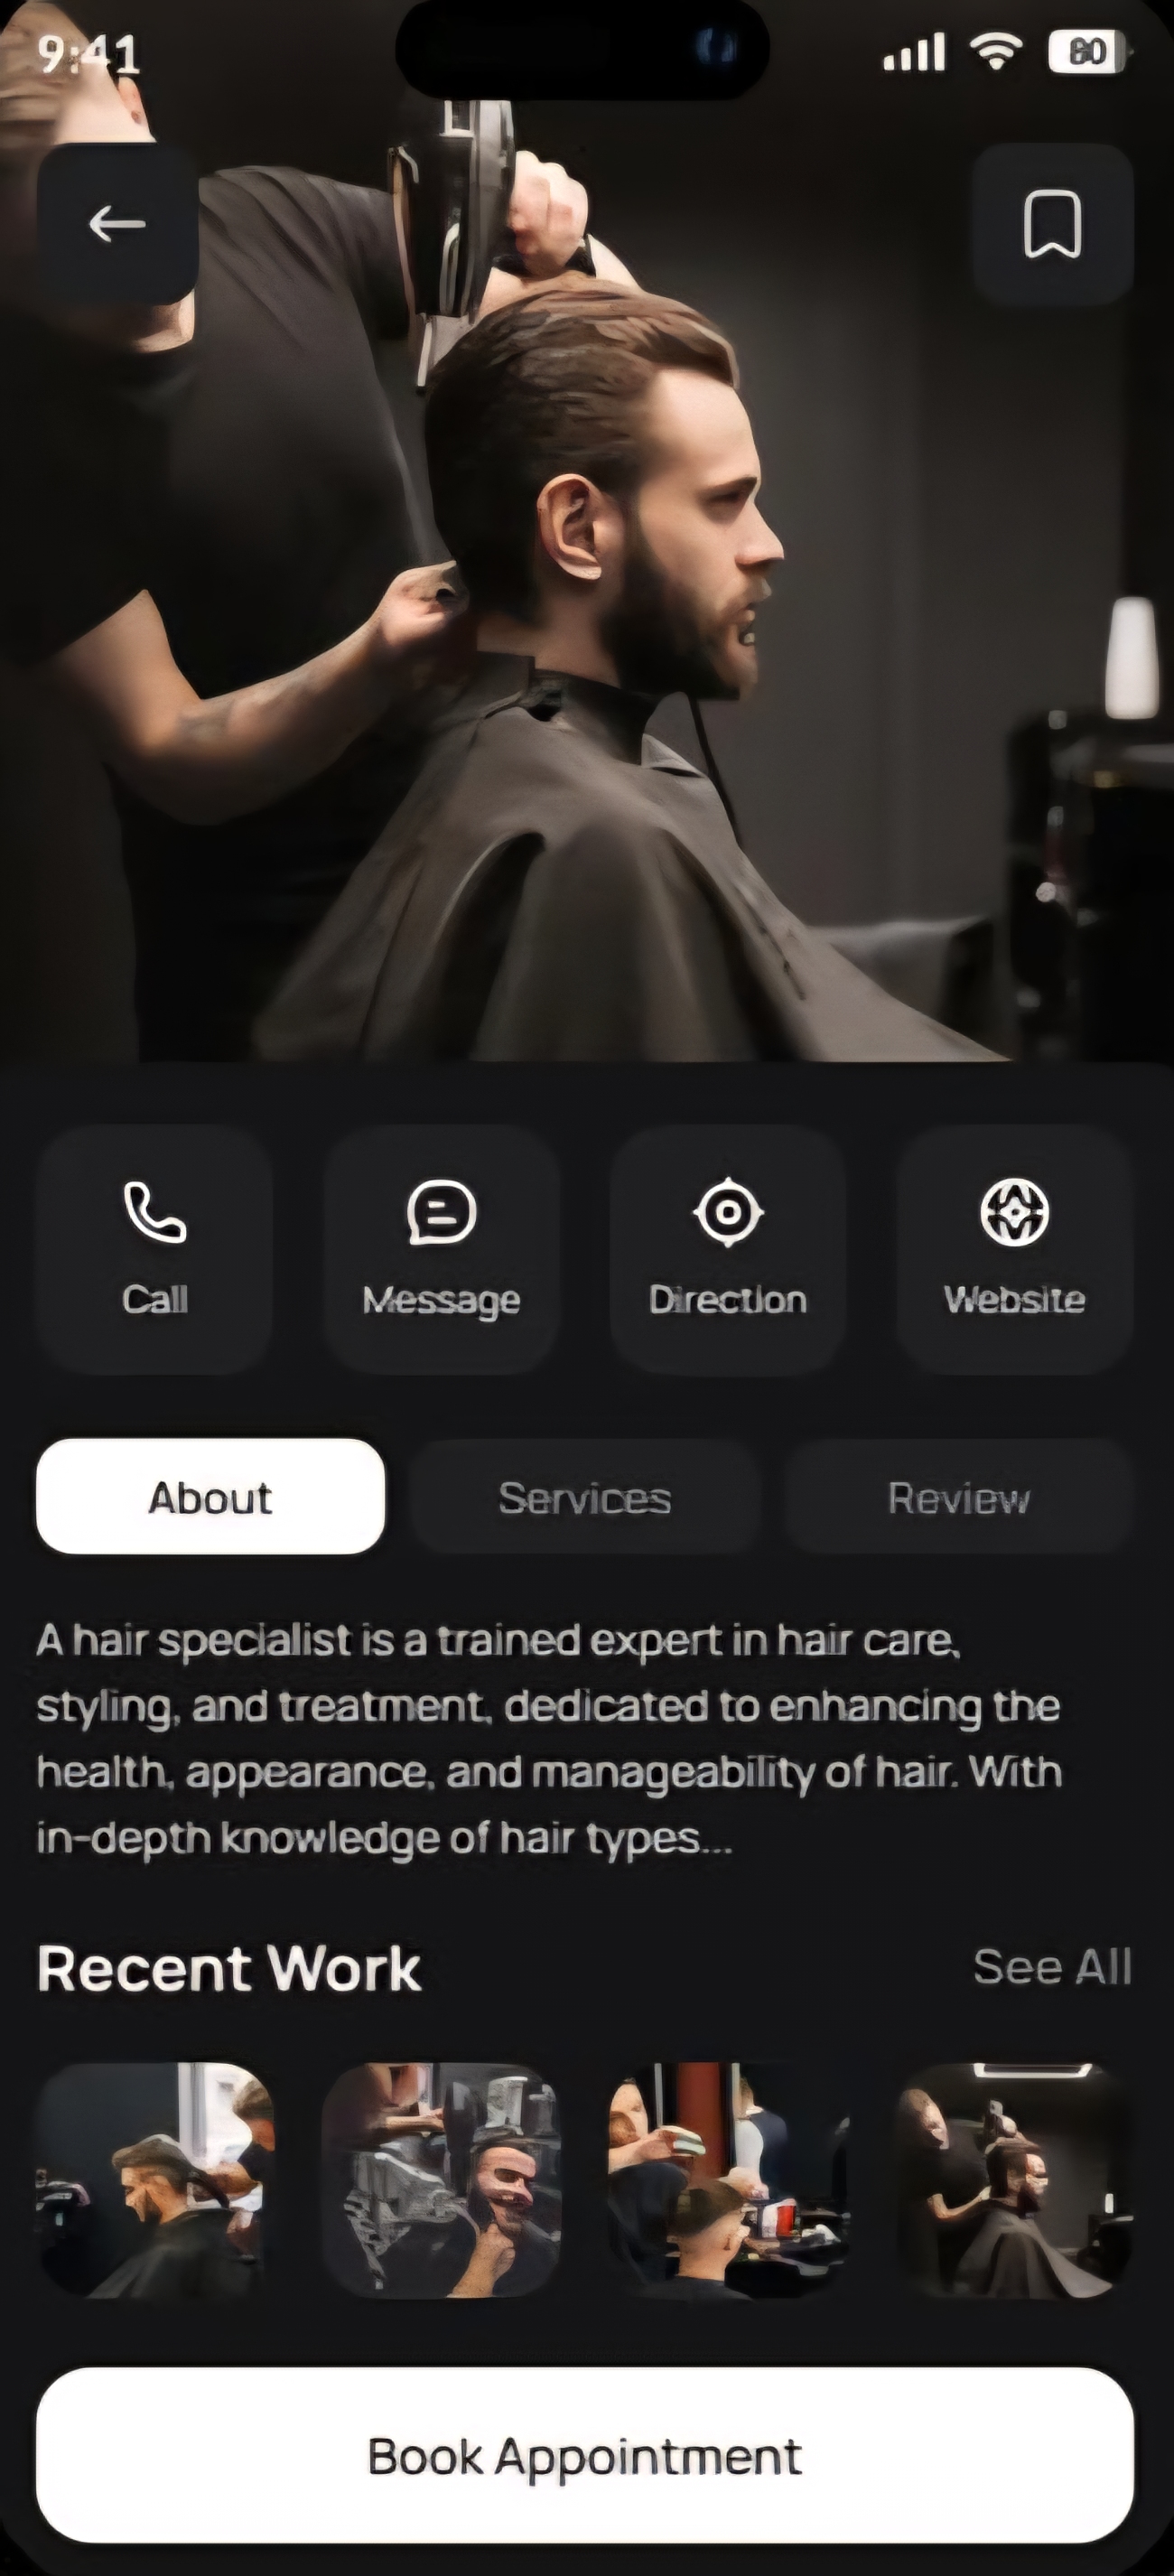 9:41
80
Call
Message
Direction
Website
About
Services
Review
A hair specialist is a trained expert in hair care,
styling, and treatment, dedicated to enhancing the
health, appearance, and manageability of hair. With
in-depth knowledge of hair types...
Recent Work
See All
Book Appointment